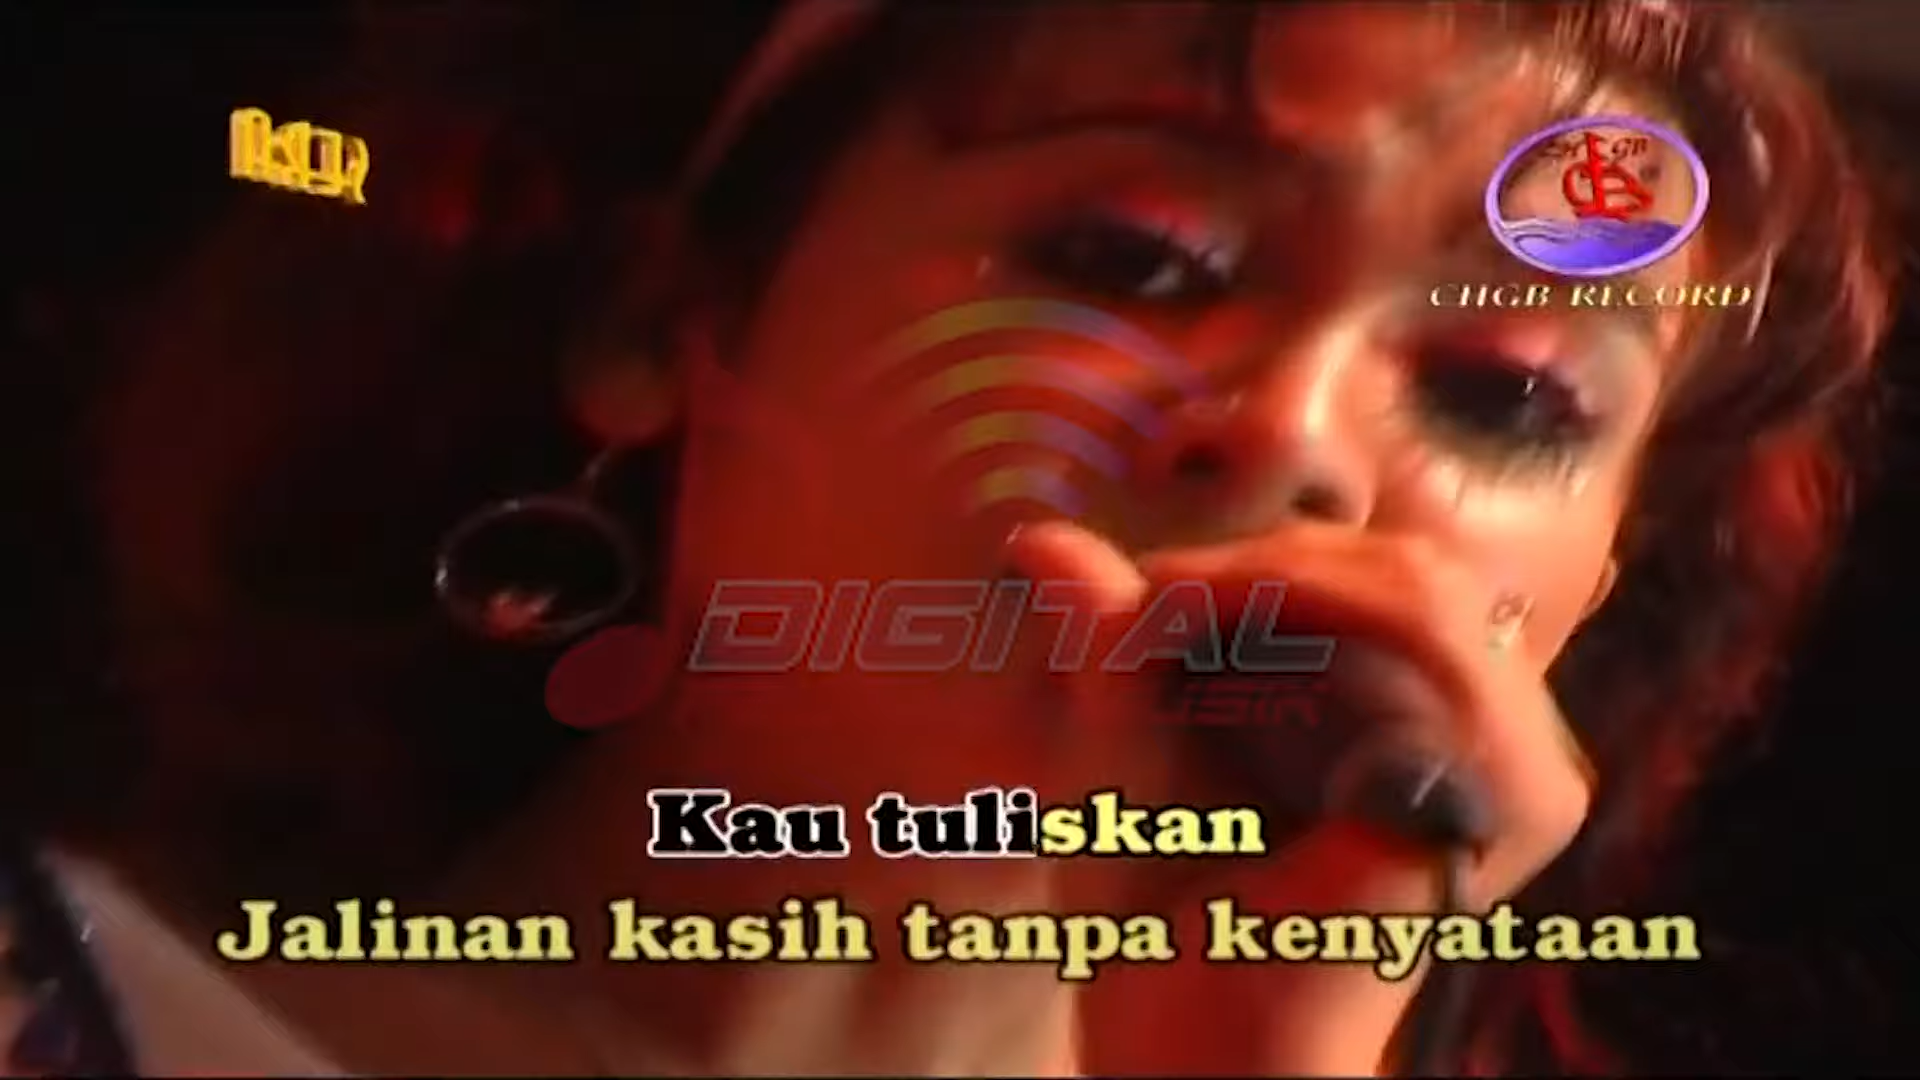 CHGB RECORD
DIGITAL
Kau tuliskan
Jalinan kasih tanpa kenyataan